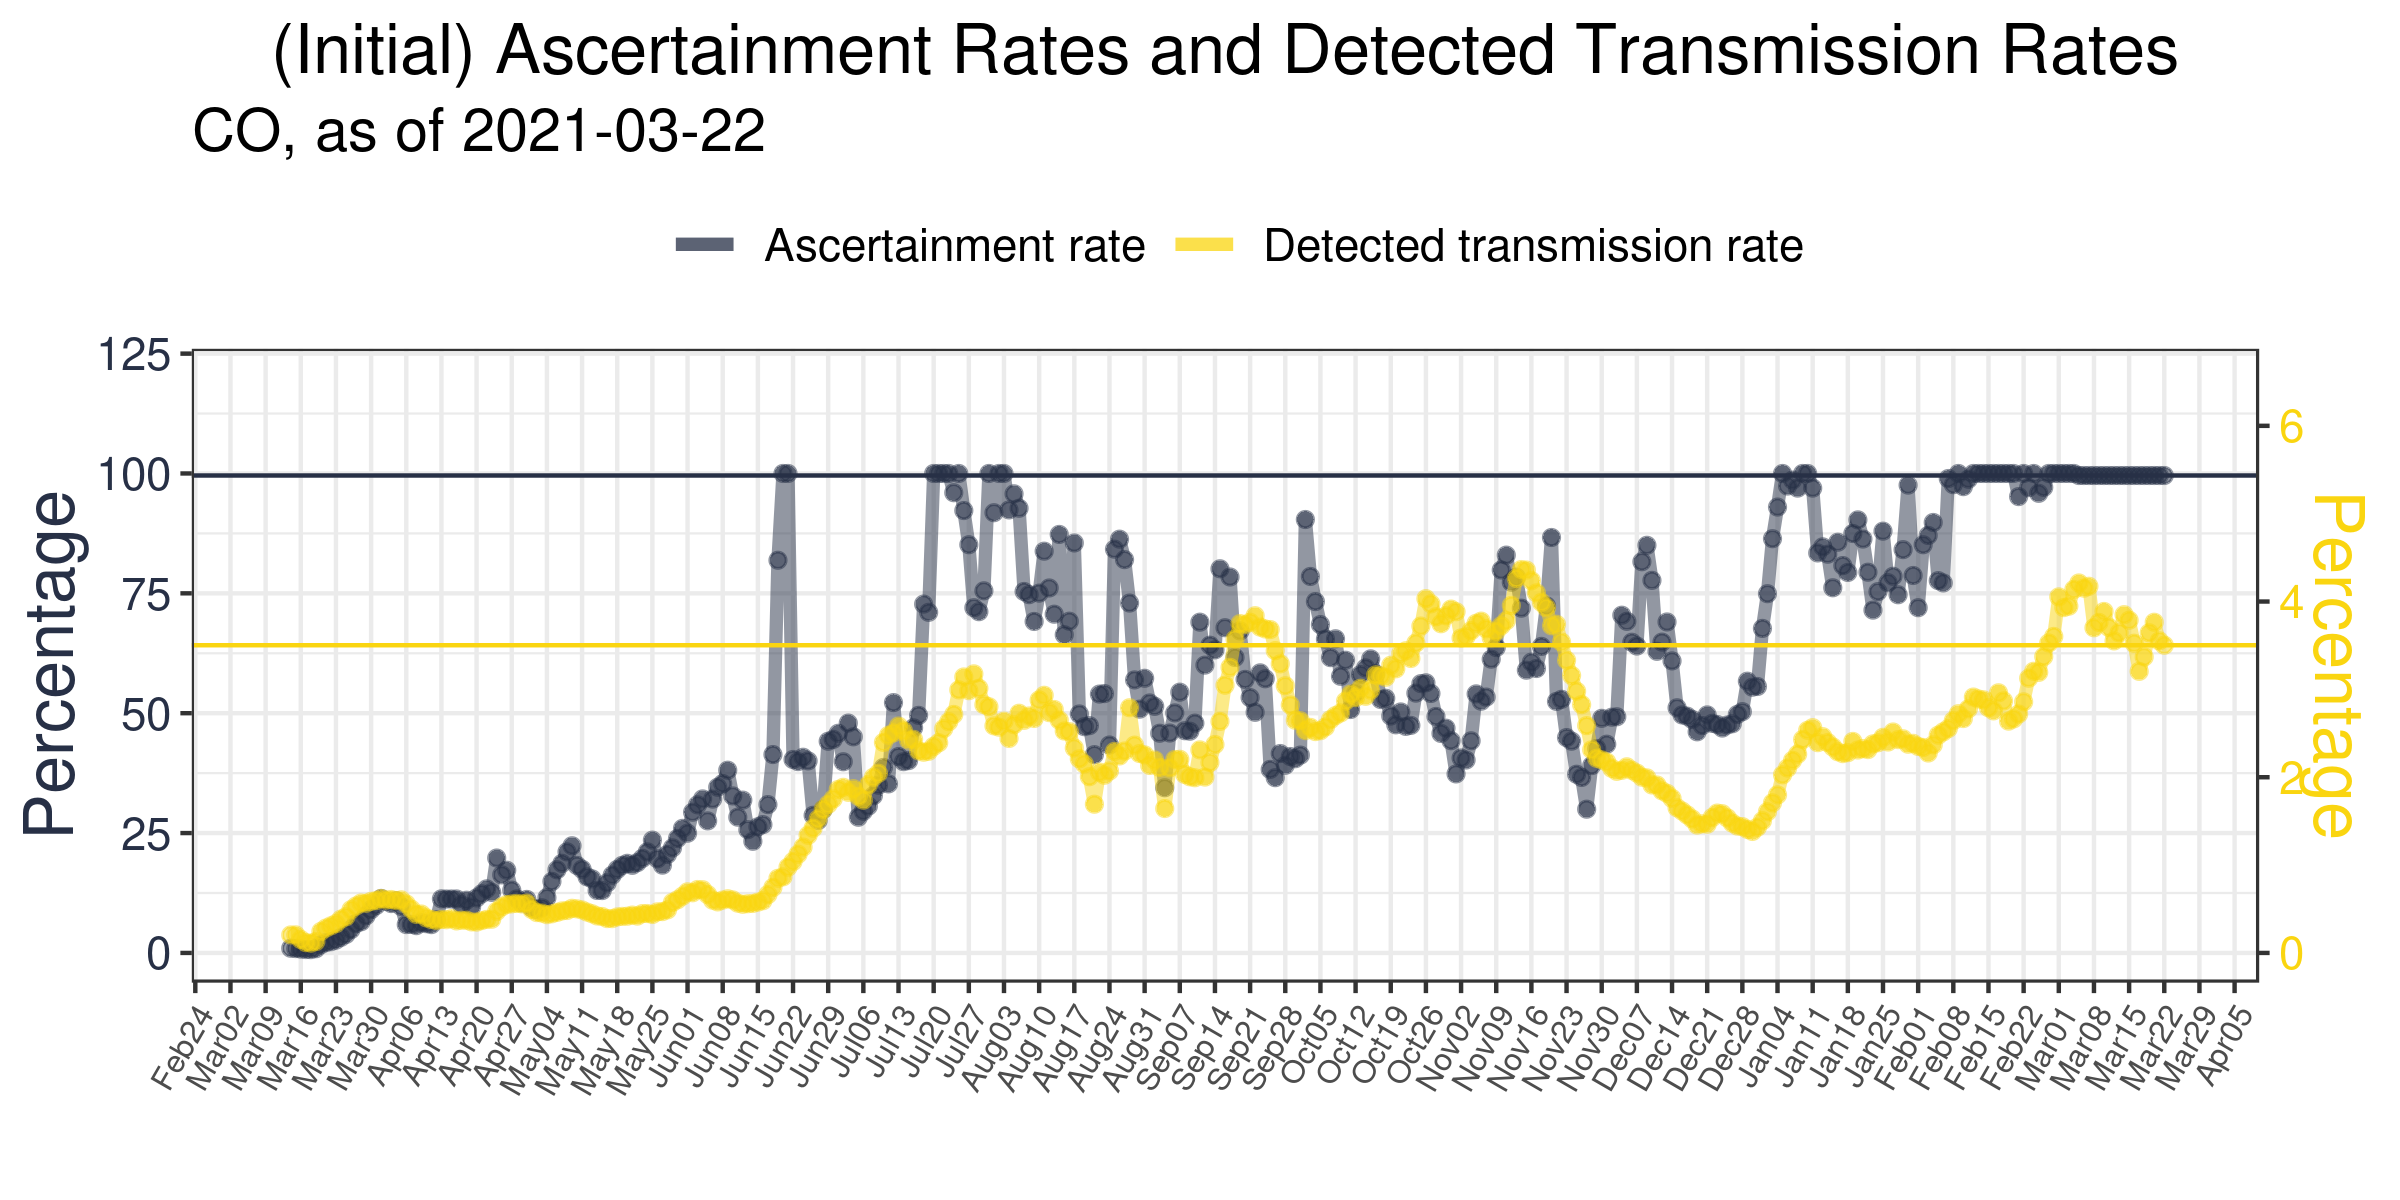 (Initial) Ascertainment Rates and Detected Transmission Rates
CO, as of 2021-03-22
Ascertainment rate
Detected transmission rate
Percentage
125
100
75
50
25
0
6
4
2
0
Percentage
Feb24
Mar02
Mar09
Mar16
Mar23
Mar30
Apr06
Apr13
Apr20
Apr27
May04
May11
May18
May25
Jun01
Jun08
Jun15
Jun22
Jun29
Jul06
Jul13
Jul20
Jul27
Aug03
Aug10
Aug17
Aug24
Aug31
Sep07
Sep14
Sep21
Sep28
Oct05
Oct12
Oct19
Oct26
Nov02
Nov09
Nov16
Nov23
Nov30
Dec07
Dec14
Dec21
Dec28
Jan04
Jan11
Jan18
Jan25
Feb01
Feb08
Feb15
Feb22
Mar01
Mar08
Mar15
Mar22
Mar29
Apr05